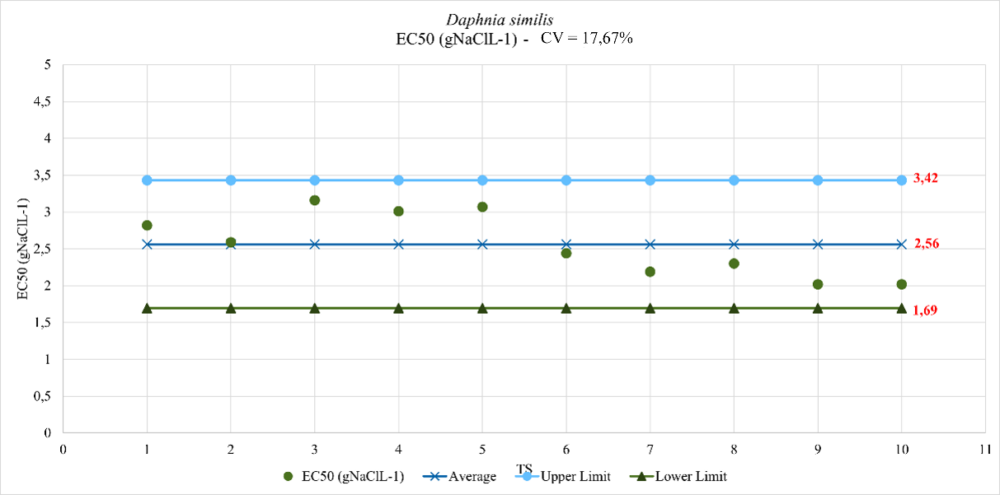 Daphnia similis
EC50 (gNaClL-1) - CV = 17,67%
5
4,5
4
3,5
3
2,5
2
1,5
1
0,5
0
EC50 (gNaClL-1)
3,42
2,56
1,69
0 1 2 3 4 5 6 7 8 9 10 11
TS
EC50 (gNaClL-1) Average Upper Limit Lower Limit